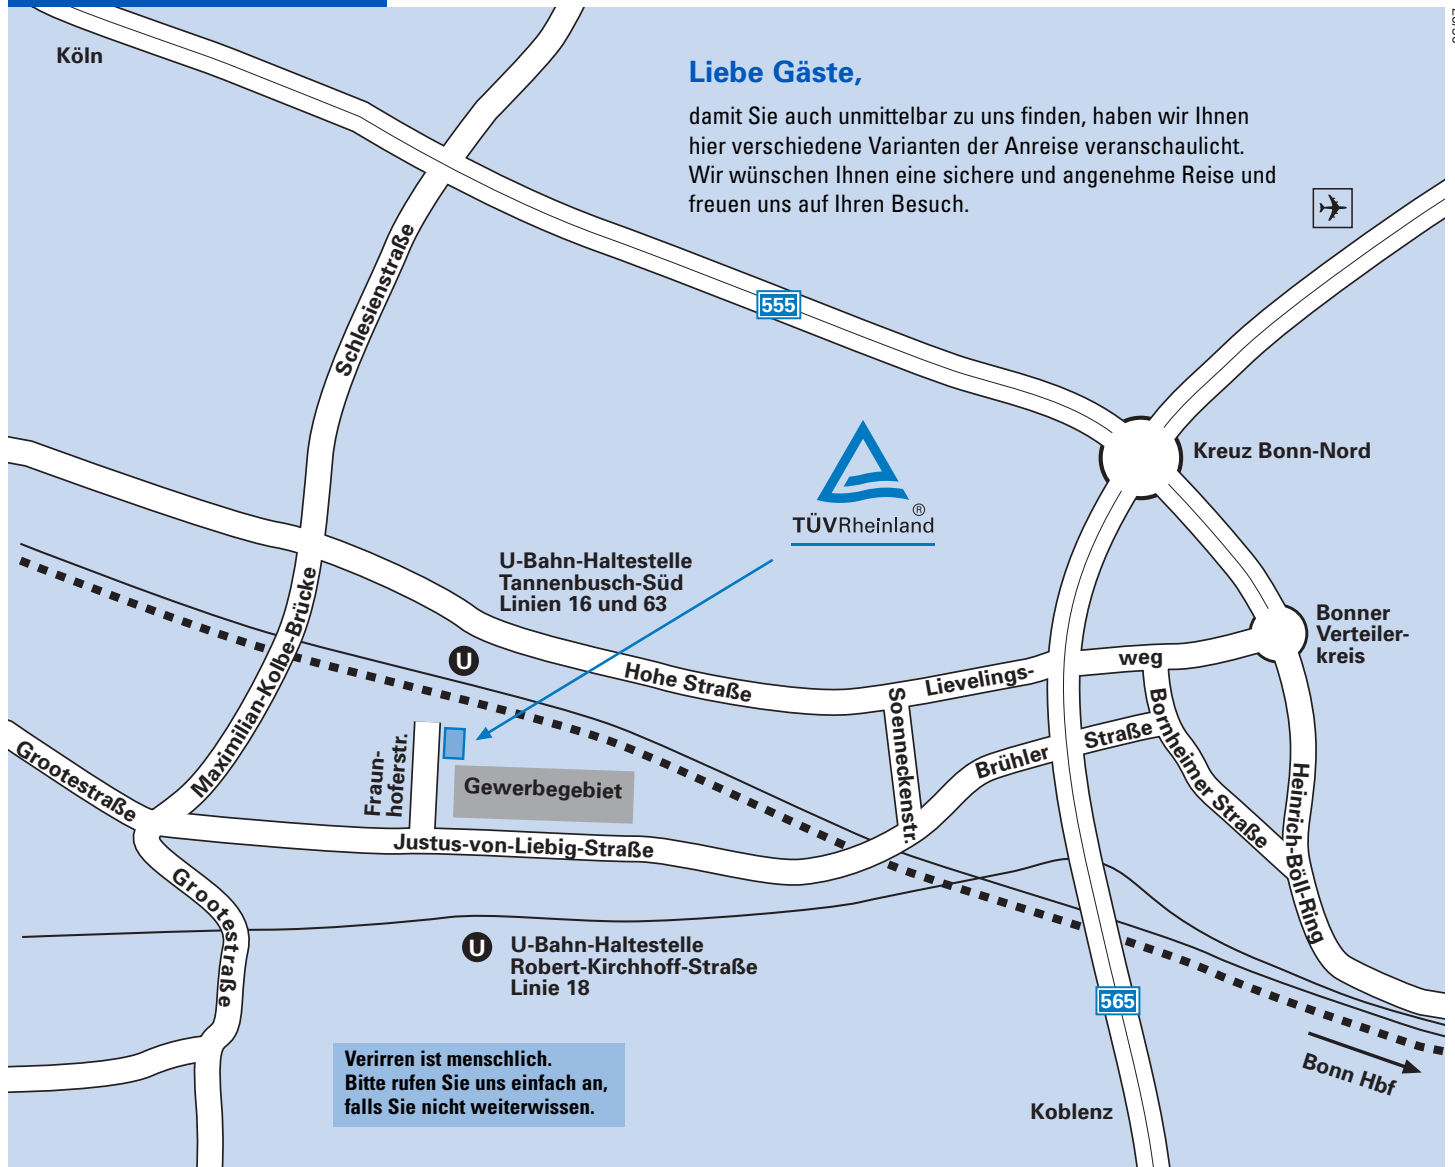 Köln
Liebe Gäste,
damit Sie auch unmittelbar zu uns finden, haben wir Ihnen
hier verschiedene Varianten der Anreise veranschaulicht.
Wir wünschen Ihnen eine sichere und angenehme Reise und
freuen uns auf Ihren Besuch.
555
Schlesienstraße
Kreuz Bonn-Nord
TÜVRheinland®
U-Bahn-Haltestelle
Tannenbusch-Süd
Linien 16 und 63
U
Maximilian-Kolbe-Brücke
Hohe Straße
Lievelings-
weg
Bonner
Verteiler-
kreis
Soenneckenstr.
Bornheimer Straße
Brühler
Straße
Heinrich-Böll-Ring
Grootestraße
Fraun-
hoferstr.
Gewerbegebiet
Justus-von-Liebig-Straße
Grootestraße
U
U-Bahn-Haltestelle
Robert-Kirchhoff-Straße
Linie 18
565
Bonn Hbf
Verirren ist menschlich.
Bitte rufen Sie uns einfach an,
falls Sie nicht weiterwissen.
Koblenz